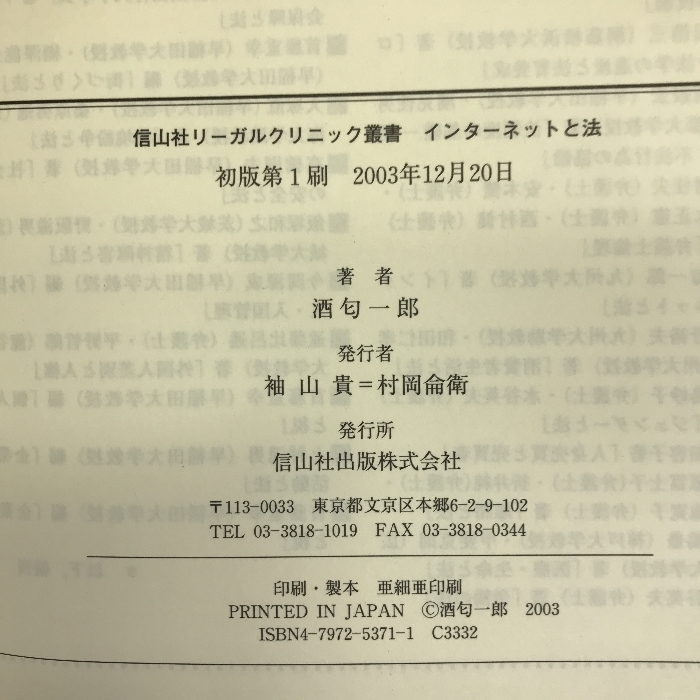 信山社リーガルクリニック叢書　インターネットと法
初版第1刷　2003年12月20日
著　者
酒匂一郎
発行者
袖山　貴＝村岡侖衛
発行所
信山社出版株式会社
〒113-0033　東京都文京区本郷6-2-9-102
TEL 03-3818-1019　FAX 03-3818-0344
印刷・製本　亜細亜印刷
PRINTED IN JAPAN　©酒匂一郎　2003
ISBN4-7972-5371-1　C3332